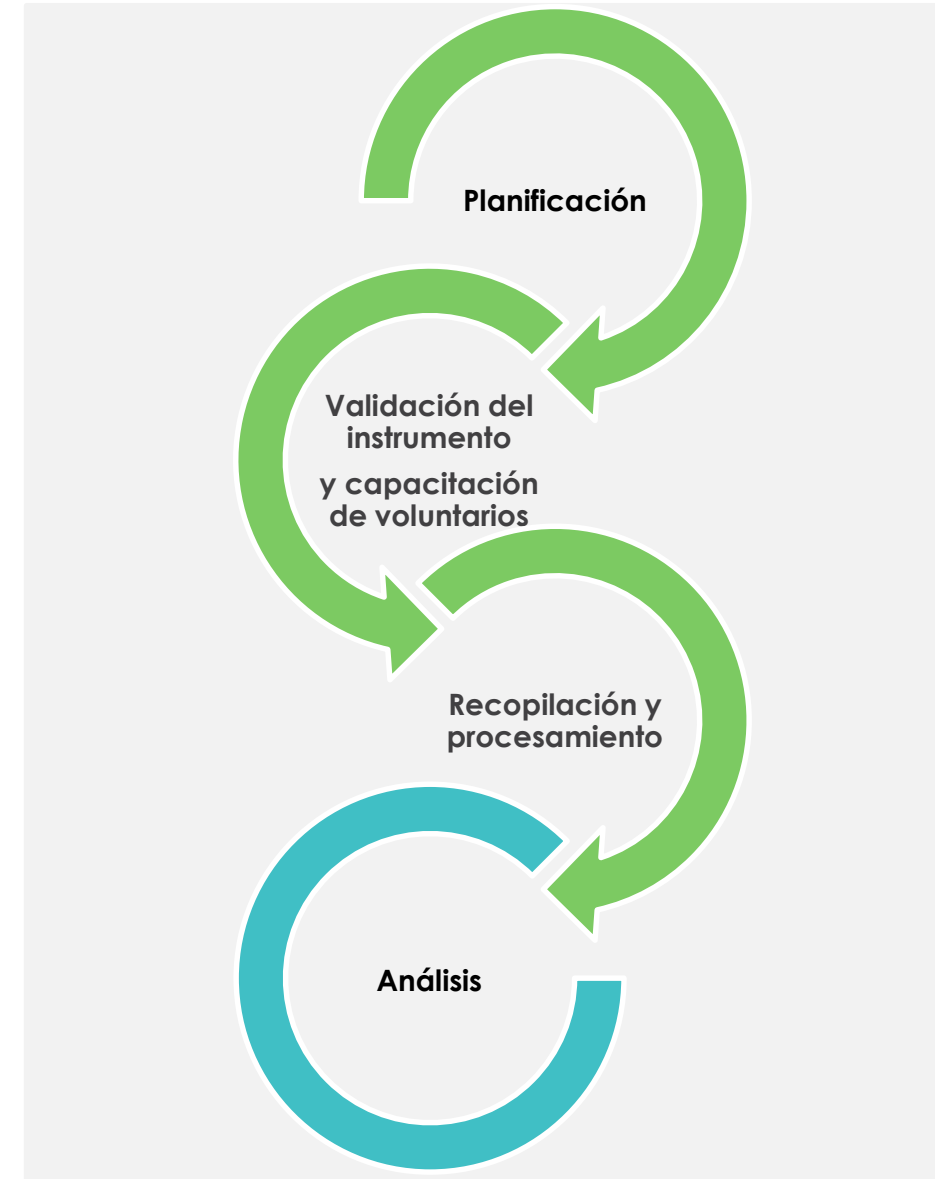 Planificación
Validación del
instrumento
y capacitación
de voluntarios
Recopilación y
procesamiento
Análisis